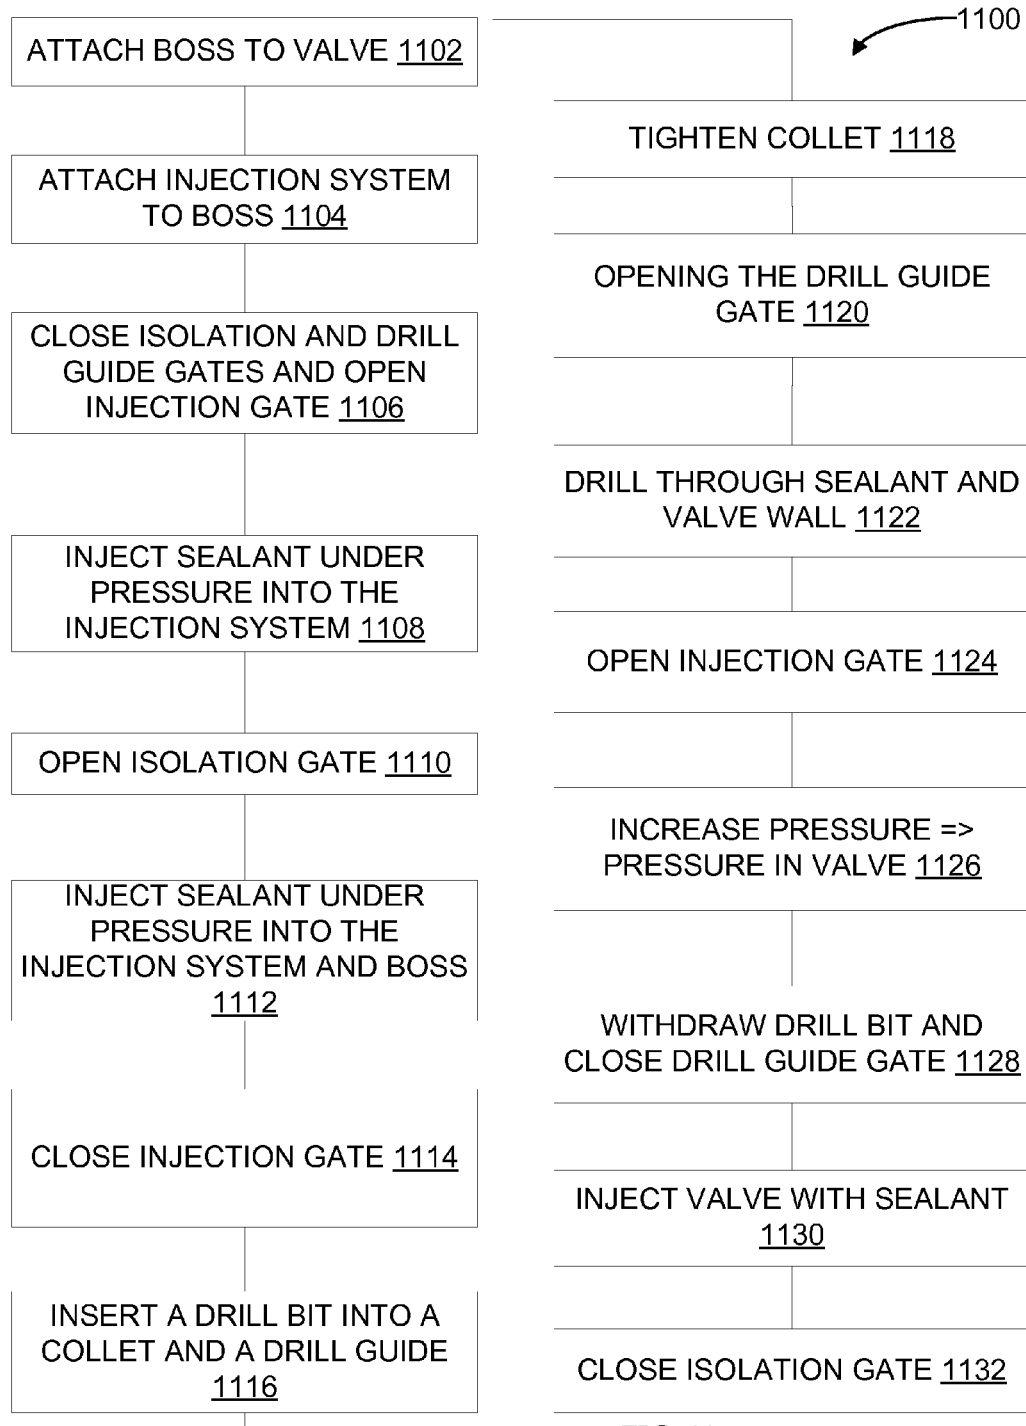 ATTACH BOSS TO VALVE 1102
ATTACH INJECTION SYSTEM
TO BOSS 1104
CLOSE ISOLATION AND DRILL
GUIDE GATES AND OPEN
INJECTION GATE 1106
INJECT SEALANT UNDER
PRESSURE INTO THE
INJECTION SYSTEM 1108
OPEN ISOLATION GATE 1110
INJECT SEALANT UNDER
PRESSURE INTO THE
INJECTION SYSTEM AND BOSS
1112
CLOSE INJECTION GATE 1114
INSERT A DRILL BIT INTO A
COLLET AND A DRILL GUIDE
1116
1100
TIGHTEN COLLET 1118
OPENING THE DRILL GUIDE
GATE 1120
DRILL THROUGH SEALANT AND
VALVE WALL 1122
OPEN INJECTION GATE 1124
INCREASE PRESSURE =>
PRESSURE IN VALVE 1126
WITHDRAW DRILL BIT AND
CLOSE DRILL GUIDE GATE 1128
INJECT VALVE WITH SEALANT
1130
CLOSE ISOLATION GATE 1132